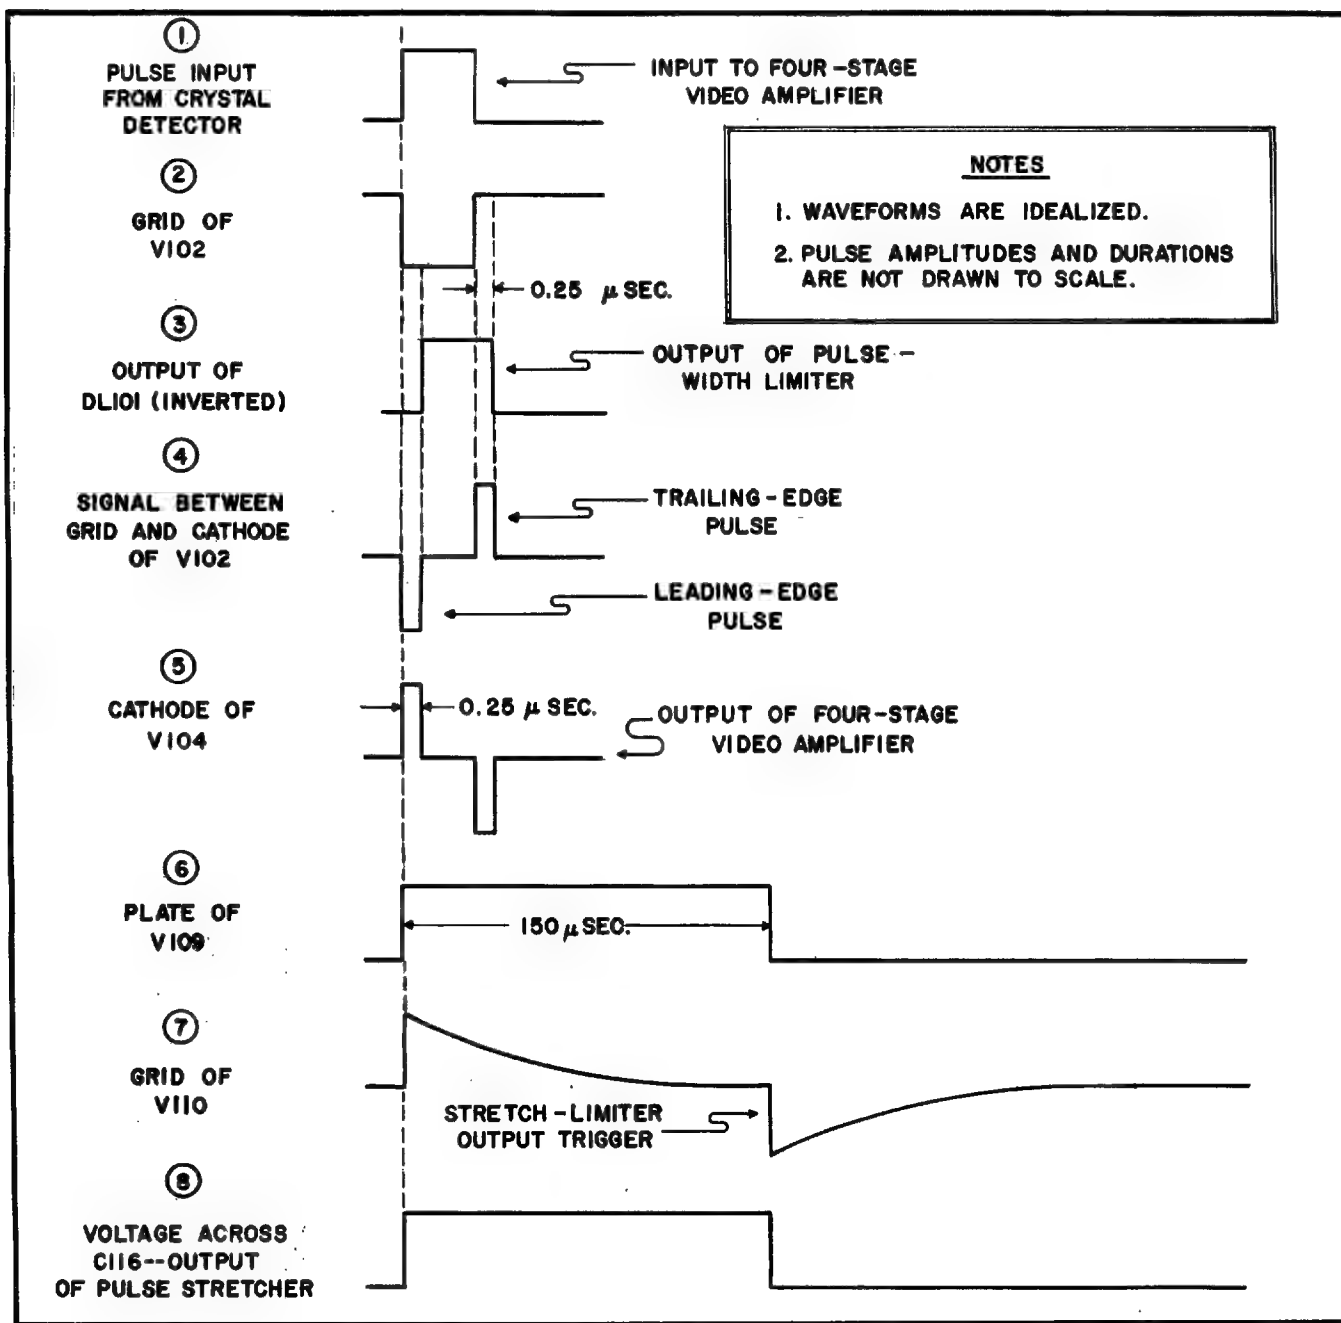 1
PULSE INPUT
FROM CRYSTAL
DETECTOR
INPUT TO FOUR-STAGE
VIDEO AMPLIFIER
NOTES
1. WAVEFORMS ARE IDEALIZED.
2. PULSE AMPLITUDES AND DURATIONS
ARE NOT DRAWN TO SCALE.
2
GRID OF
V102
0.25 μ SEC.
3
OUTPUT OF
DL101 (INVERTED)
OUTPUT OF PULSE-
WIDTH LIMITER
4
SIGNAL BETWEEN
GRID AND CATHODE
OF V102
TRAILING-EDGE
PULSE
LEADING-EDGE
PULSE
5
CATHODE OF
V104
0.25 μ SEC.
OUTPUT OF FOUR-STAGE
VIDEO AMPLIFIER
6
PLATE OF
V109
150 μ SEC.
7
GRID OF
V110
STRETCH-LIMITER
OUTPUT TRIGGER
8
VOLTAGE ACROSS
C116--OUTPUT
OF PULSE STRETCHER